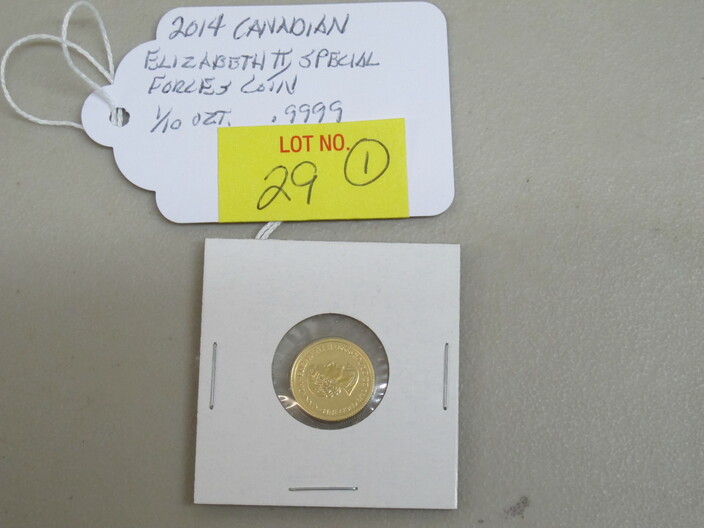 2014 CANADIAN
ELIZABETH II, SPECIAL
FORCES COIN
1/10 OZT. .9999
LOT NO.
29 1